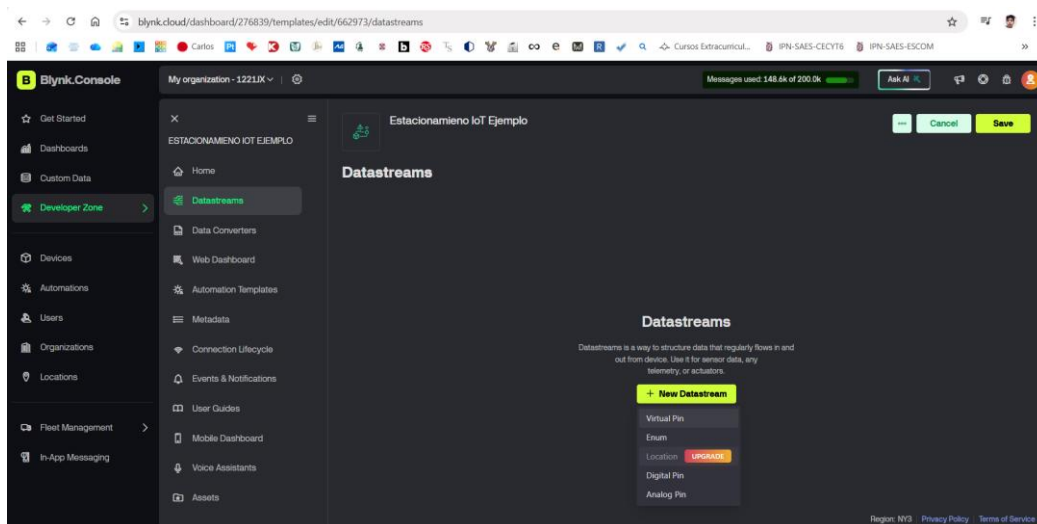 blynk.cloud/dashboard/276839/templates/edit/662973/datastreams
Carlos
Cursos Extracurricul...
IPN-SAES-CECYT6
IPN-SAES-ESCOM
B Blynk.Console
My organization - 1221JX
Messages used: 148.6k of 200.0k
Ask AI
Get Started
Dashboards
Custom Data
Developer Zone
Devices
Automations
Users
Organizations
Locations
Fleet Management
In-App Messaging
ESTACIONAMIENO IOT EJEMPLO
Home
Datastreams
Data Converters
Web Dashboard
Automation Templates
Metadata
Connection Lifecycle
Events & Notifications
User Guides
Mobile Dashboard
Voice Assistants
Assets
Estacionamieno IoT Ejemplo
Cancel
Save
Datastreams
Datastreams
Datastreams is a way to structure data that regularly flows in and
out from device. Use it for sensor data, any
telemetry, or actuators.
+ New Datastream
Virtual Pin
Enum
Location UPGRADE
Digital Pin
Analog Pin
Region: NY3 Privacy Policy Terms of Service